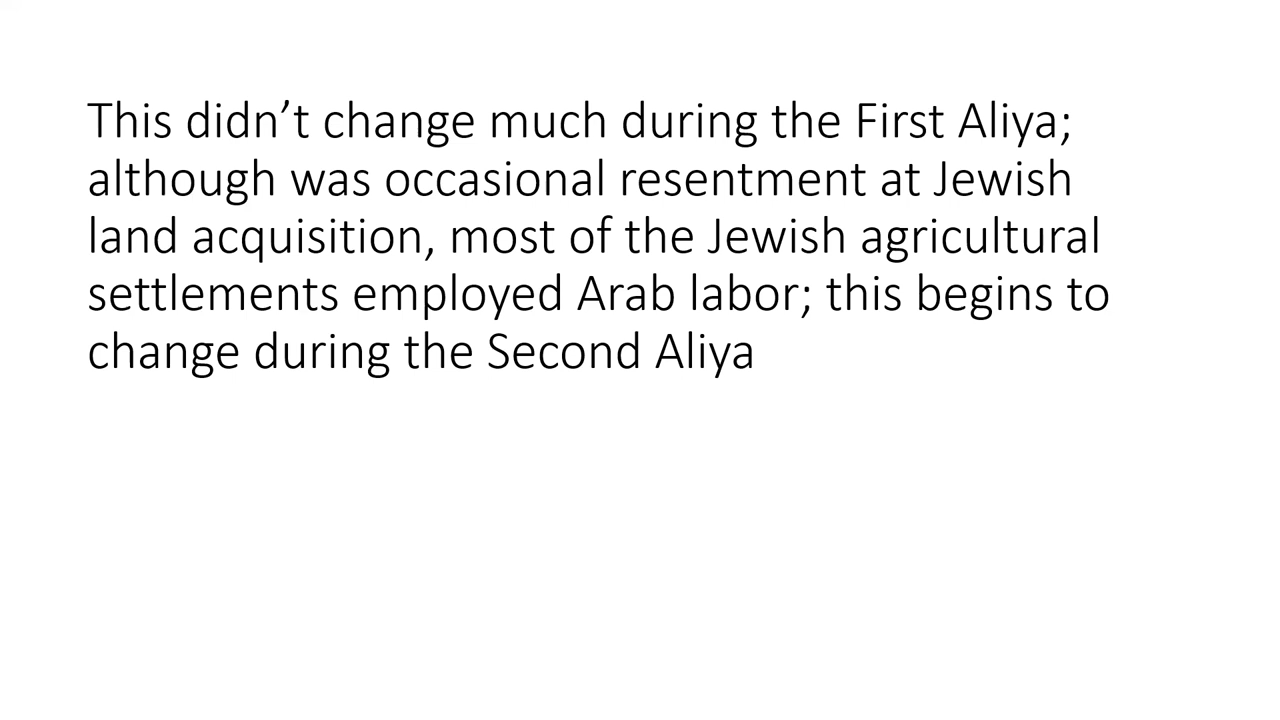 This didn’t change much during the First Aliya;
although was occasional resentment at Jewish
land acquisition, most of the Jewish agricultural
settlements employed Arab labor; this begins to
change during the Second Aliya